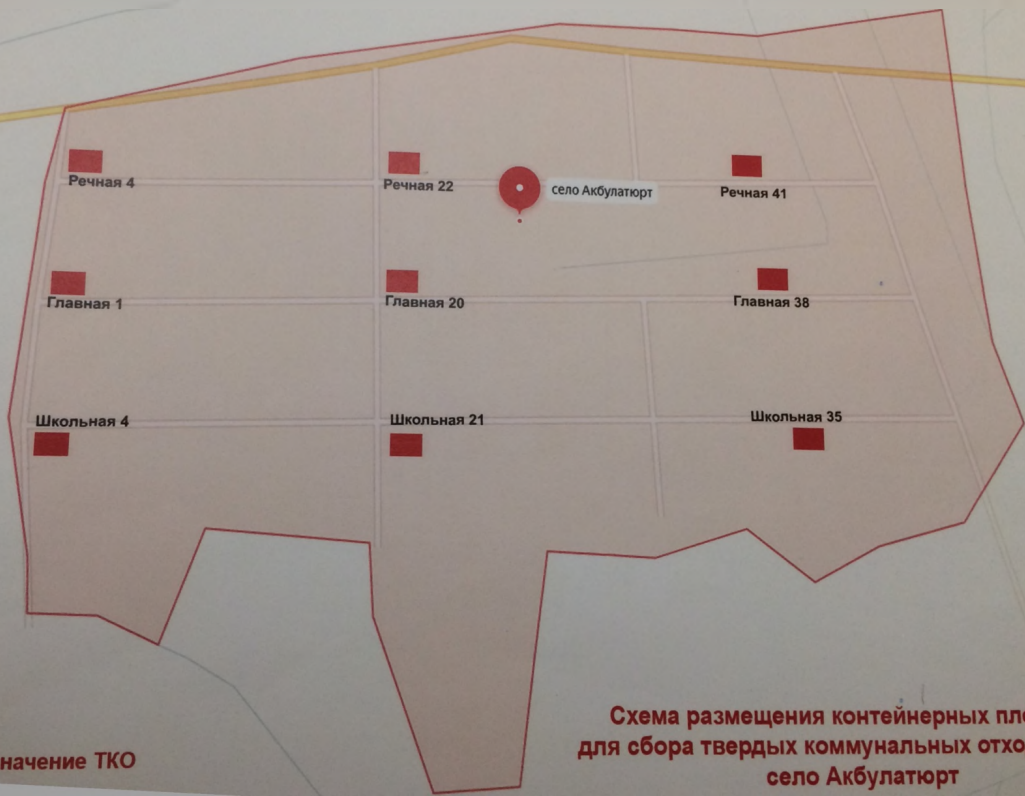 Речная 4
Речная 22
село Акбулатюрт
Речная 41
Главная 1
Главная 20
Главная 38
Школьная 4
Школьная 21
Школьная 35
Схема размещения контейнерных пло
для сбора твердых коммунальных отхо
село Акбулатюрт
начение ТКО